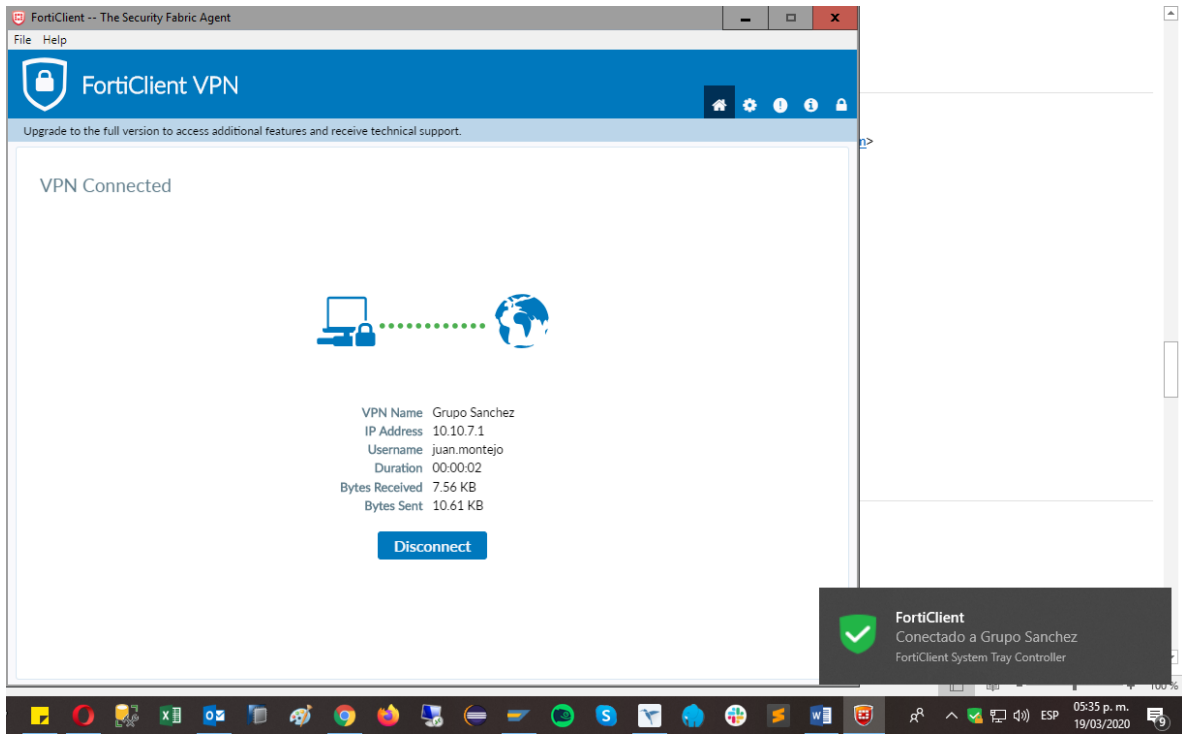 FortiClient -- The Security Fabric Agent
File Help
FortiClient VPN
Upgrade to the full version to access additional features and receive technical support.
n>
VPN Connected
VPN Name Grupo Sanchez
IP Address 10.10.7.1
Username juan.montejo
Duration 00:00:02
Bytes Received 7.56 KB
Bytes Sent 10.61 KB
Disconnect
FortiClient
Conectado a Grupo Sanchez
FortiClient System Tray Controller
100 %
ESP
05:35 p. m.
19/03/2020
9